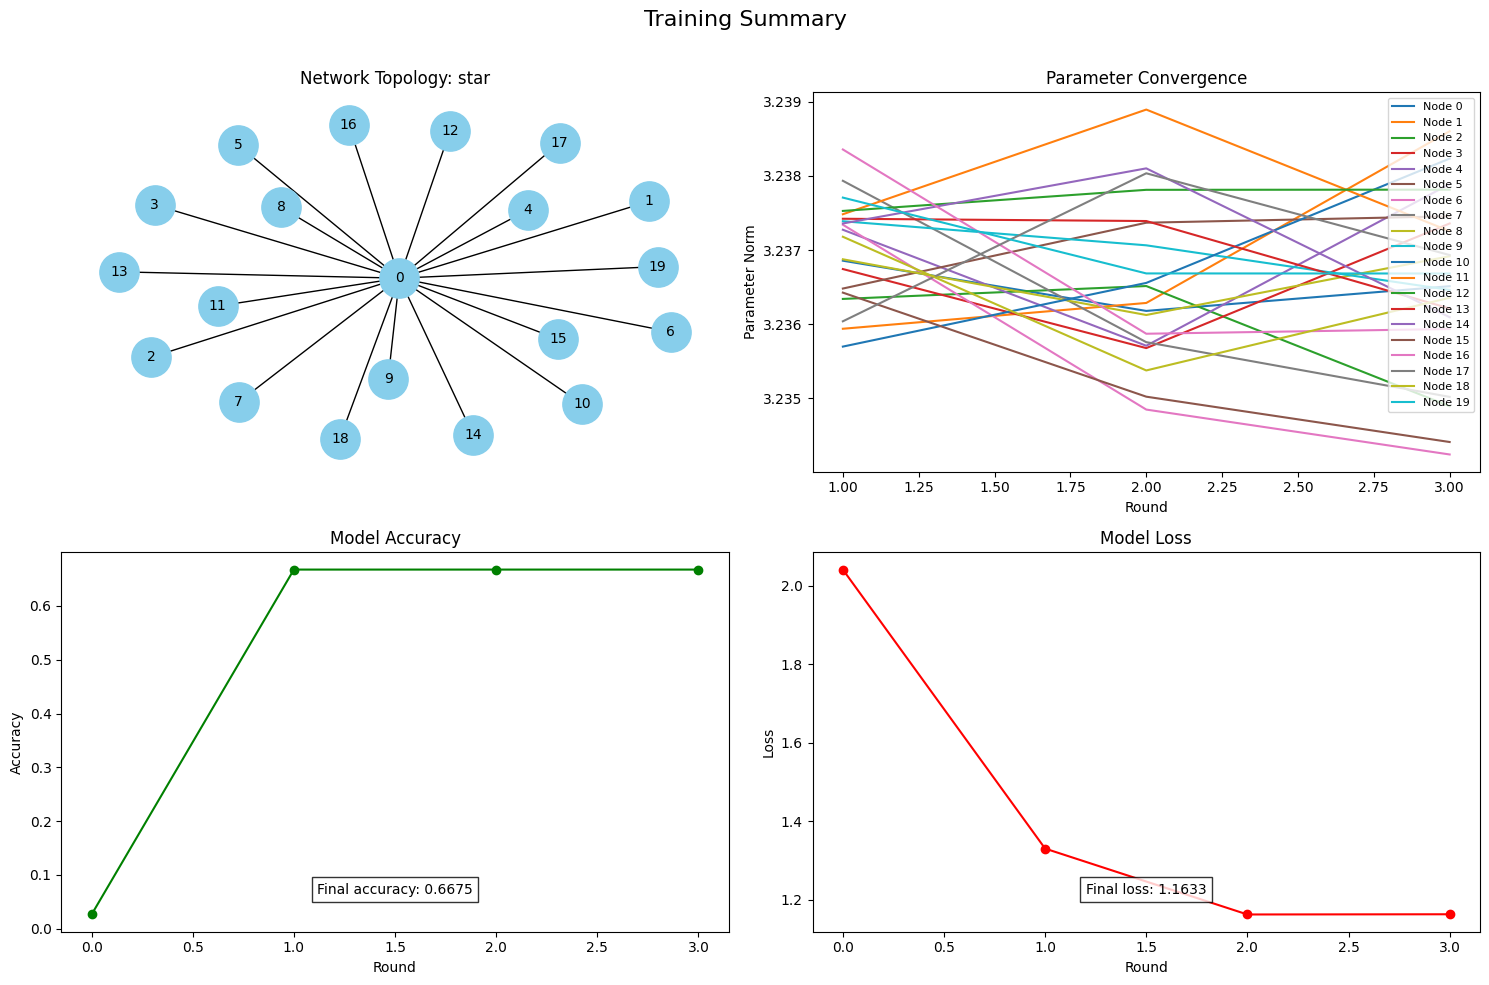 Training Summary
Network Topology: star
16
12
5
17
3
8
4
1
13
0
19
11
6
2
15
9
7
10
18
14
Parameter Convergence
Parameter Norm
3.239
3.238
3.237
3.236
3.235
Node 0
Node 1
Node 2
Node 3
Node 4
Node 5
Node 6
Node 7
Node 8
Node 9
Node 10
Node 11
Node 12
Node 13
Node 14
Node 15
Node 16
Node 17
Node 18
Node 19
1.00 1.25 1.50 1.75 2.00 2.25 2.50 2.75 3.00
Round
Model Accuracy
Accuracy
0.6
0.5
0.4
0.3
0.2
0.1
0.0
Final accuracy: 0.6675
0.0 0.5 1.0 1.5 2.0 2.5 3.0
Round
Model Loss
Loss
2.0
1.8
1.6
1.4
1.2
Final loss: 1.1633
0.0 0.5 1.0 1.5 2.0 2.5 3.0
Round